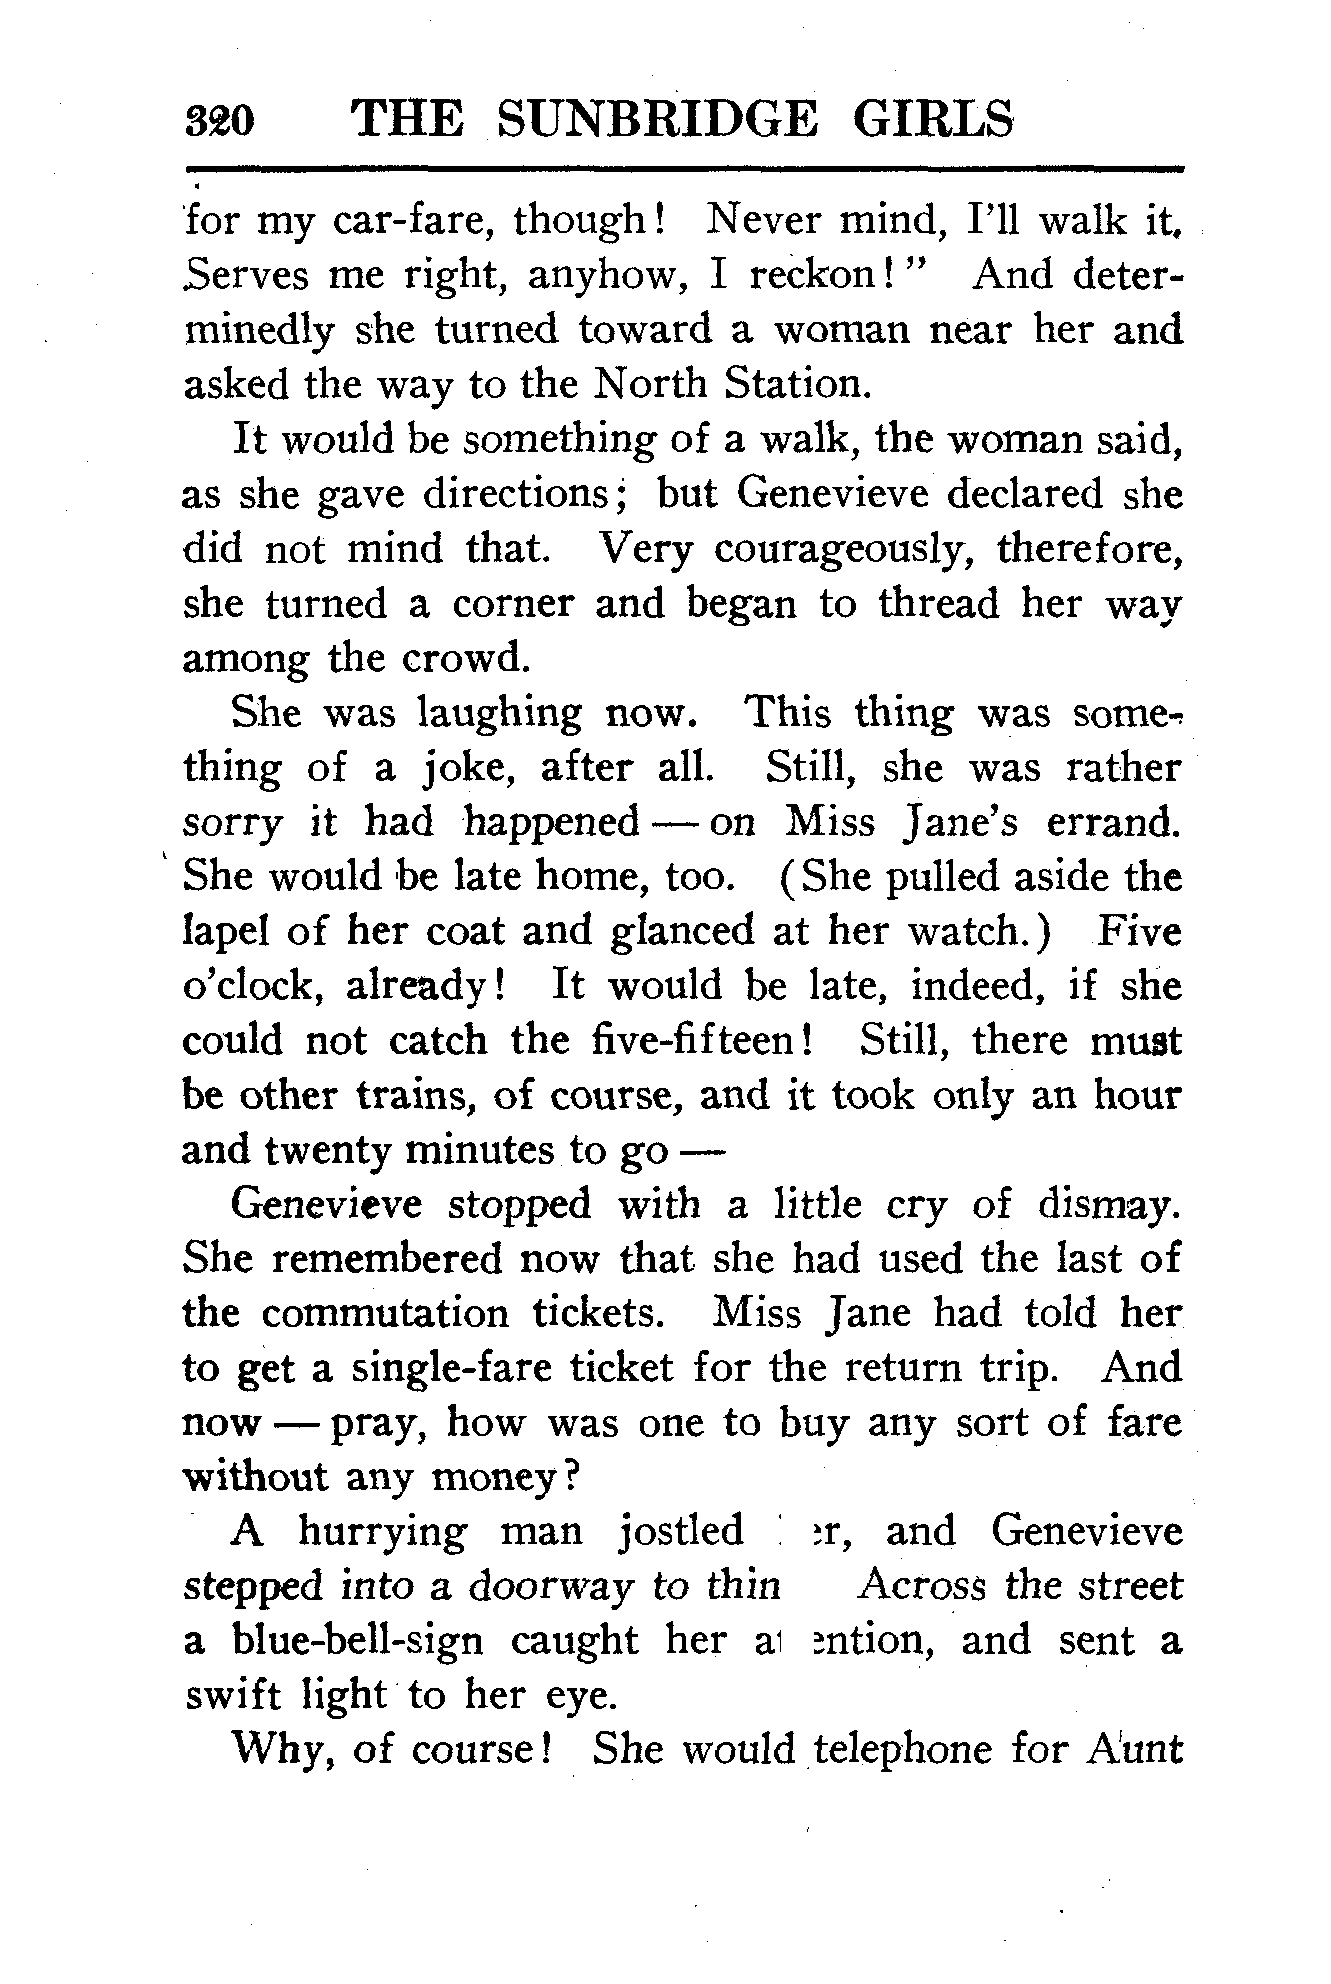 320 THE SUNBRIDGE GIRLS
for my car-fare, though! Never mind, I'll walk it.
Serves me right, anyhow, I reckon!" And deter-
minedly she turned toward a woman near her and
asked the way to the North Station.
It would be something of a walk, the woman said,
as she gave directions; but Genevieve declared she
did not mind that. Very courageously, therefore,
she turned a corner and began to thread her way
among the crowd.
She was laughing now. This thing was some-
thing of a joke, after all. Still, she was rather
sorry it had happened — on Miss Jane's errand.
She would be late home, too. (She pulled aside the
lapel of her coat and glanced at her watch.) Five
o'clock, already! It would be late, indeed, if she
could not catch the five-fifteen! Still, there must
be other trains, of course, and it took only an hour
and twenty minutes to go —
Genevieve stopped with a little cry of dismay.
She remembered now that she had used the last of
the commutation tickets. Miss Jane had told her
to get a single-fare ticket for the return trip. And
now — pray, how was one to buy any sort of fare
without any money?
A hurrying man jostled and Genevieve
stepped into a doorway to Across the street
a blue-bell-sign caught her and sent a
swift light to her eye.
Why, of course! She would telephone for Aunt